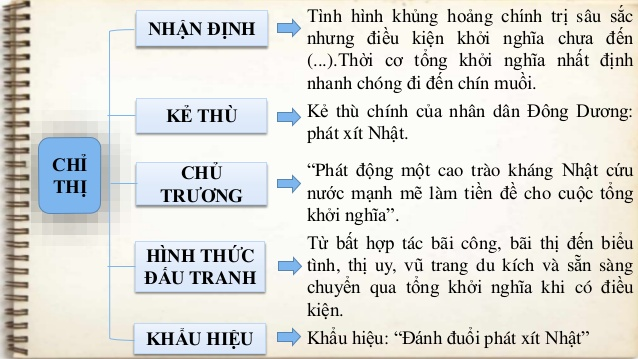 NHẬN ĐỊNH
Tình hình khủng hoảng chính trị sâu sắc
nhưng điều kiện khởi nghĩa chưa đến
(...).Thời cơ tổng khởi nghĩa nhất định
nhanh chóng đi đến chín muồi.
KẺ THÙ
Kẻ thù chính của nhân dân Đông Dương:
phát xít Nhật.
CHỈ
THỊ
CHỦ
TRƯƠNG
“Phát động một cao trào kháng Nhật cứu
nước mạnh mẽ làm tiền đề cho cuộc tổng
khởi nghĩa”.
HÌNH THỨC
ĐẤU TRANH
Từ bất hợp tác bãi công, bãi thị đến biểu
tình, thị uy, vũ trang du kích và sẵn sàng
chuyển qua tổng khởi nghĩa khi có điều
kiện.
KHẨU HIỆU
Khẩu hiệu: “Đánh đuổi phát xít Nhật”